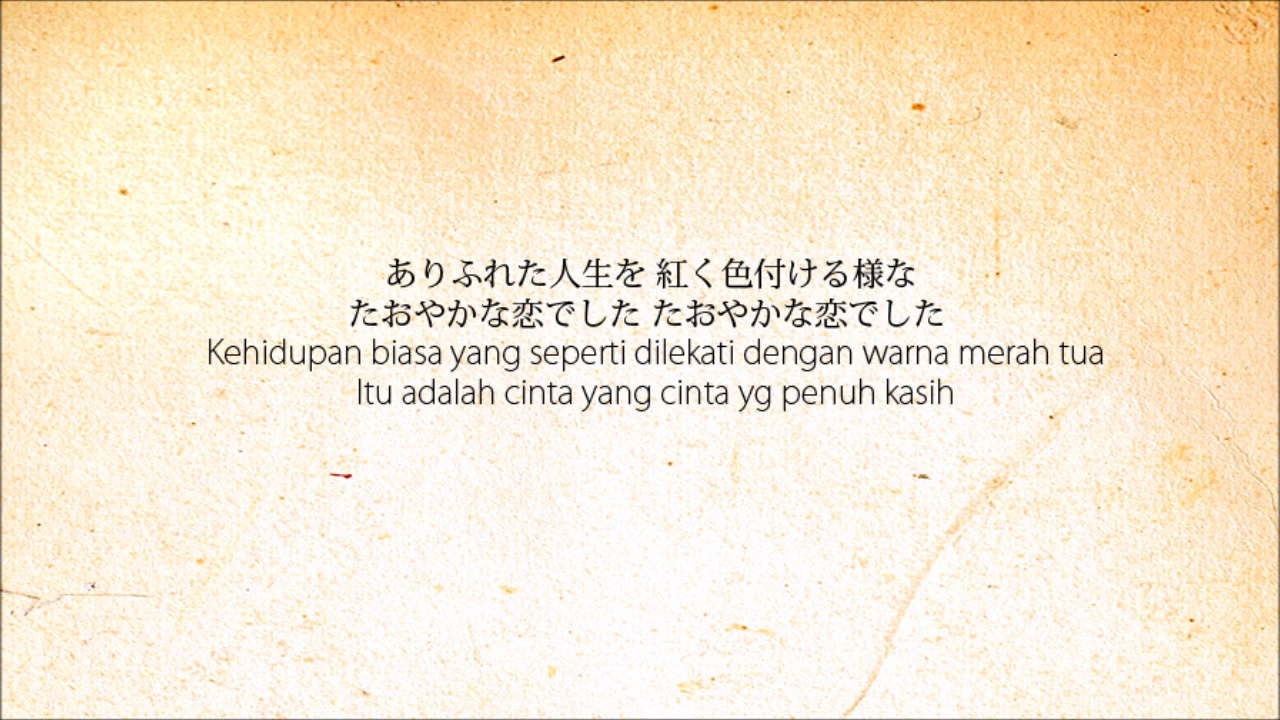 ありふれた人生を 紅く色付ける様な
たおやかな恋でした たおやかな恋でした
Kehidupan biasa yang seperti dilekati dengan warna merah tua
Itu adalah cinta yang cinta yg penuh kasih